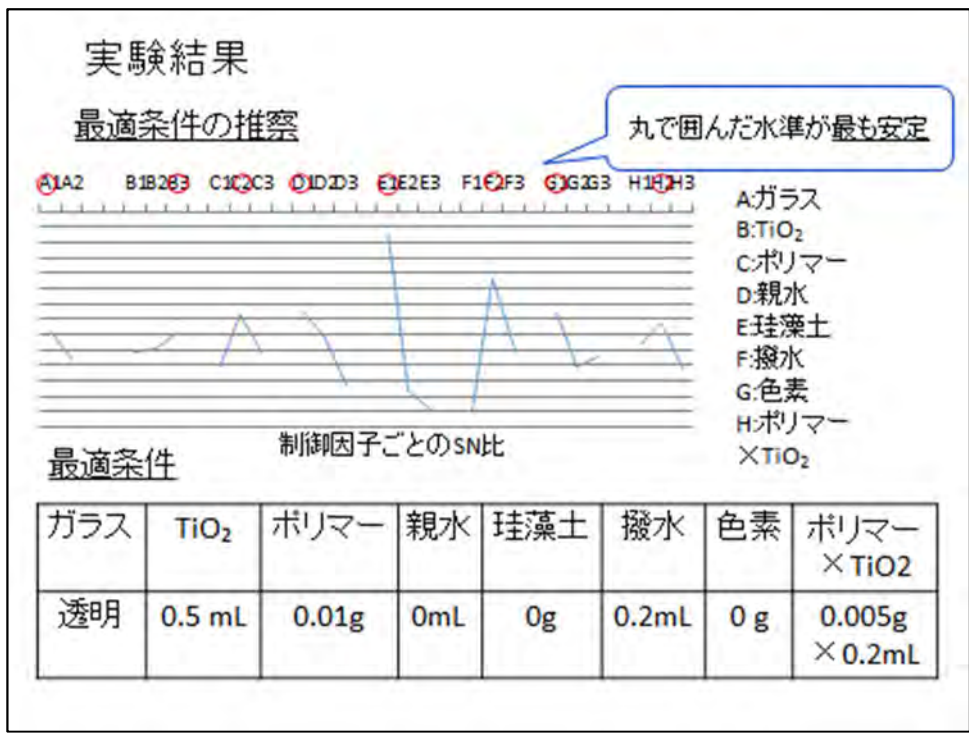 実験結果
最適条件の推察
丸で囲んだ水準が最も安定
A1A2 B1B2B3 C1C2C3 D1D2D3 E1E2E3 F1F2F3 G1G2G3 H1H2H3
A:ガラス
B:TiO₂
C:ポリマー
D:親水
E:珪藻土
F:撥水
G:色素
H:ポリマー
×TiO₂
制御因子ごとのSN比
最適条件
ガラス TiO₂ ポリマー 親水 珪藻土 撥水 色素 ポリマー
×TiO2
透明 0.5 mL 0.01g 0mL 0g 0.2mL 0 g 0.005g
×0.2mL